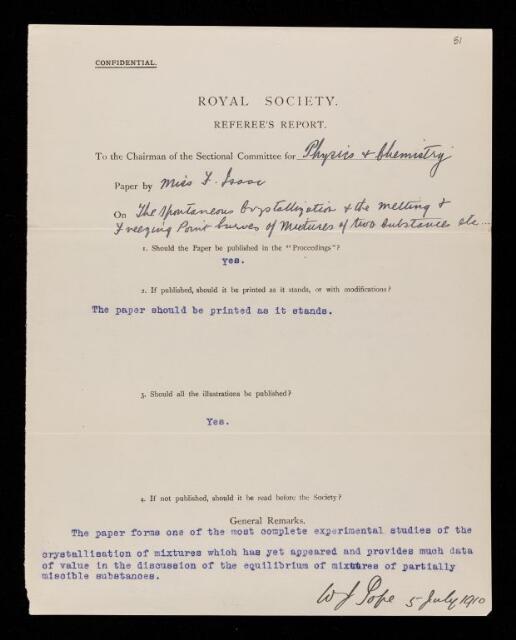 51
CONFIDENTIAL.
ROYAL SOCIETY.
REFEREE'S REPORT.
To the Chairman of the Sectional Committee for Physics & Chemistry
Paper by Miss F. Isaac
On The Spontaneous Crystallization & the Melting &
Freezing Point Curves of Mixtures of two Substances etc...
1. Should the Paper be published in the "Proceedings"?
Yes.
2. If published, should it be printed as it stands, or with modifications?
The paper should be printed as it stands.
3. Should all the illustrations be published?
Yes.
4. If not published, should it be read before the Society?
General Remarks.
The paper forms one of the most complete experimental studies of the
crystallisation of mixtures which has yet appeared and provides much data
of value in the discussion of the equilibrium of mixtures of partially
miscible substances.
W J Pope 5 July 1910